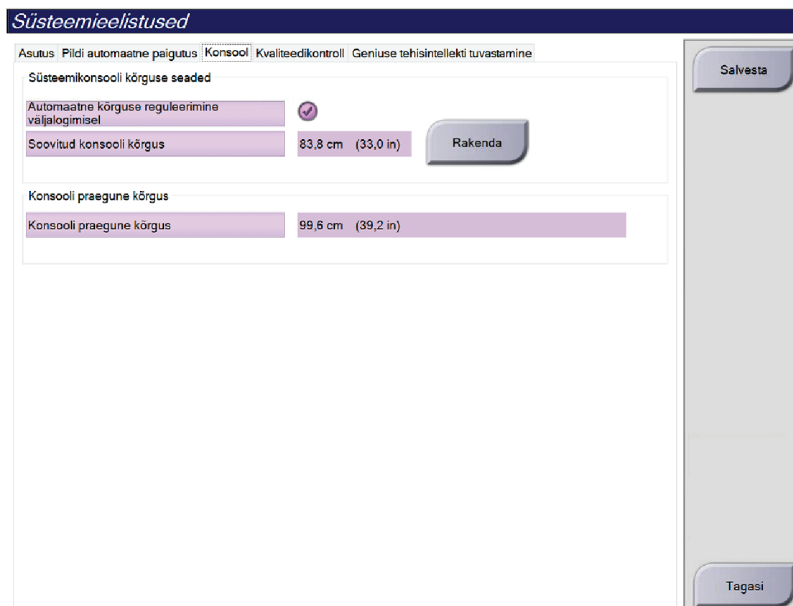 Süsteemieelistused
Asutus Pildi automaatne paigutus Konsool Kvaliteedikontroll Geniuse tehisintellekti tuvastamine
Salvesta
Süsteemikonsooli kõrguse seaded
Automaatne kõrguse reguleerimine
väljalogimisel
Soovitud konsooli kõrgus 83,8 cm (33,0 in) Rakenda
Konsooli praegune kõrgus
Konsooli praegune kõrgus 99,6 cm (39,2 in)
Tagasi